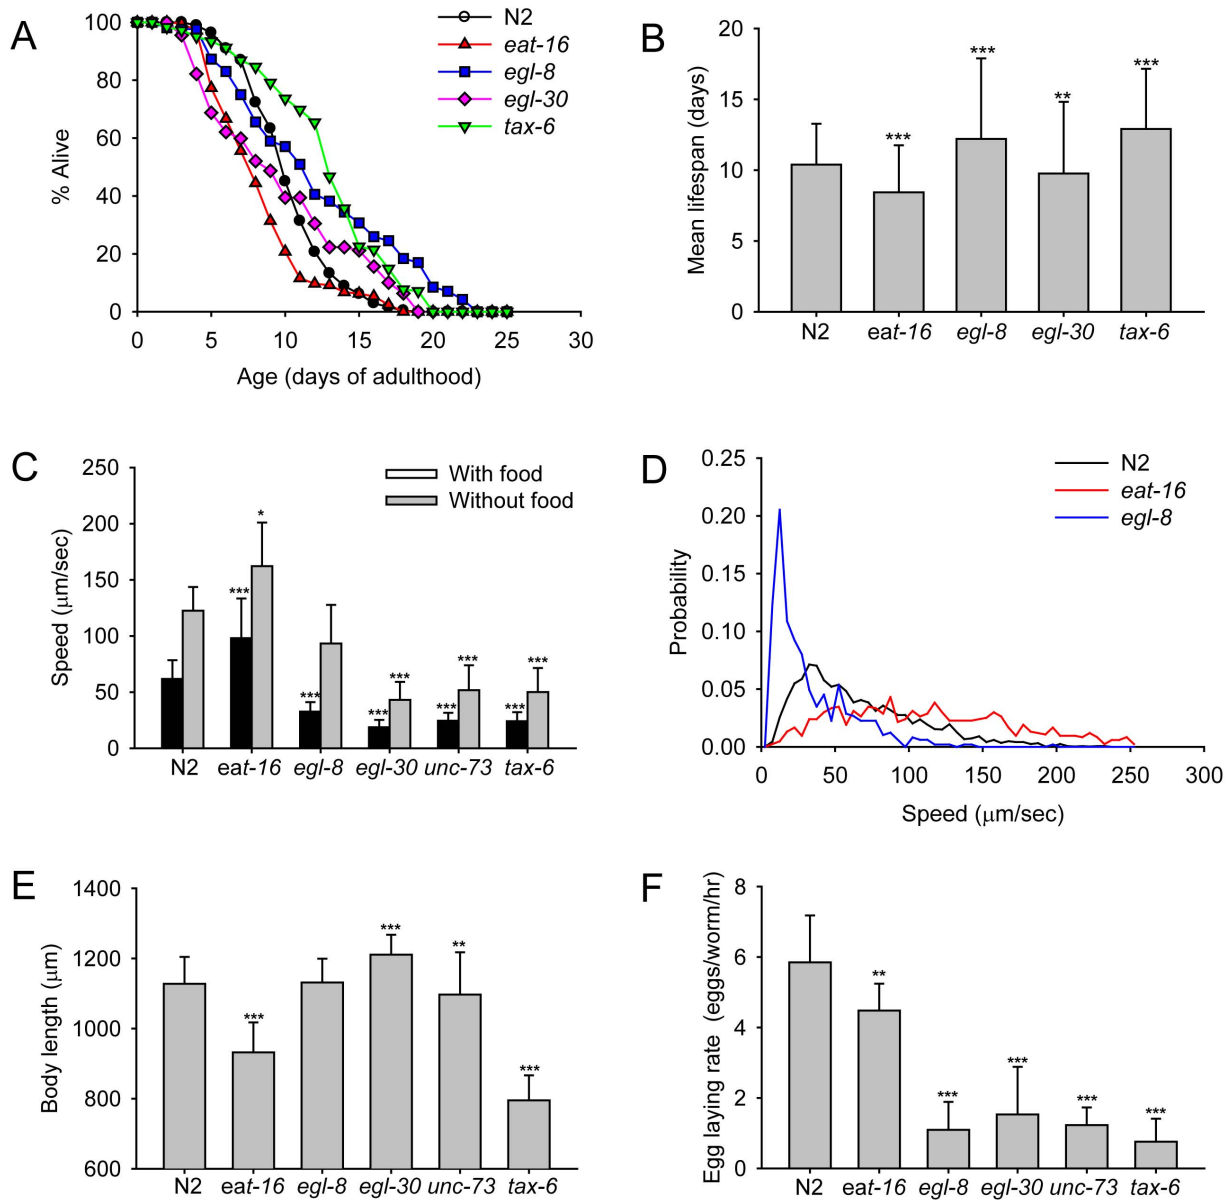 A
100
80
60
40
20
0
% Alive
0 5 10 15 20 25 30
Age (days of adulthood)
N2
eat-16
egl-8
egl-30
tax-6
B
20
15
10
5
0
Mean lifespan (days)
***
***
**
***
N2 eat-16 egl-8 egl-30 tax-6
C
250
200
150
100
50
0
Speed (μm/sec)
With food
Without food
***
*
***
***
***
***
***
***
***
N2 eat-16 egl-8 egl-30 unc-73 tax-6
D
0.25
0.20
0.15
0.10
0.05
0.00
Probability
0 50 100 150 200 250 300
Speed (μm/sec)
N2
eat-16
egl-8
E
1400
1200
1000
800
600
Body length (μm)
***
***
**
***
N2 eat-16 egl-8 egl-30 unc-73 tax-6
F
8
6
4
2
0
Egg laying rate (eggs/worm/hr)
**
***
***
***
***
N2 eat-16 egl-8 egl-30 unc-73 tax-6